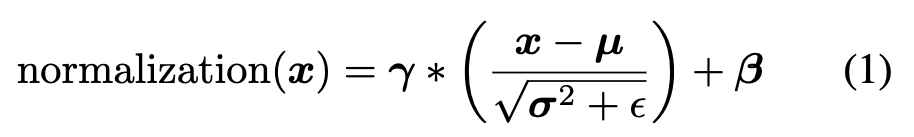 normalization(𝒙) = 𝜸 * ( (𝒙 − 𝝁) / √(𝝈² + ϵ) ) + 𝜷 (1)